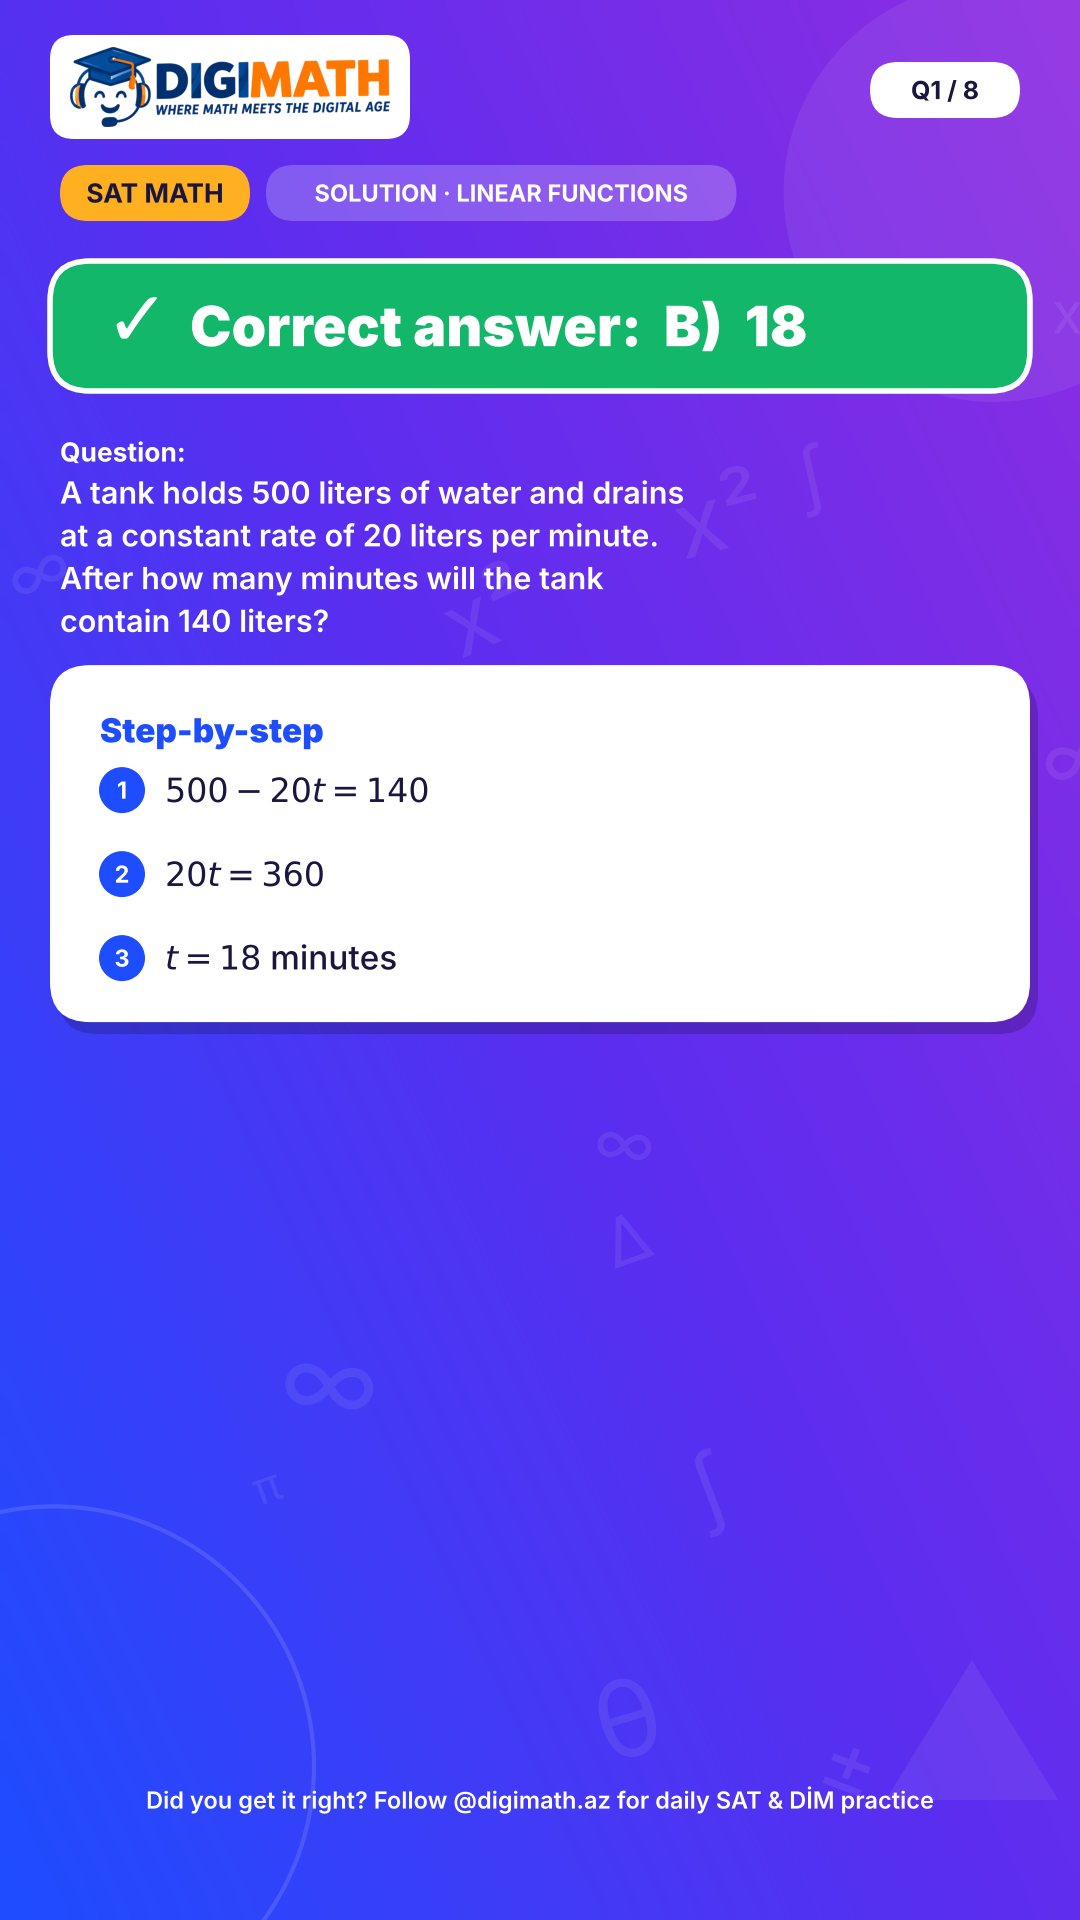 DIGIMATH
WHERE MATH MEETS THE DIGITAL AGE
Q1 / 8
SAT MATH
SOLUTION · LINEAR FUNCTIONS
✓ Correct answer: B) 18
Question:
A tank holds 500 liters of water and drains
at a constant rate of 20 liters per minute.
After how many minutes will the tank
contain 140 liters?
Step-by-step
1 500 − 20t = 140
2 20t = 360
3 t = 18 minutes
x
x²
∫
∞
x²
∞
∞
Δ
∞
π
∫
θ
±
Did you get it right? Follow @digimath.az for daily SAT & DİM practice